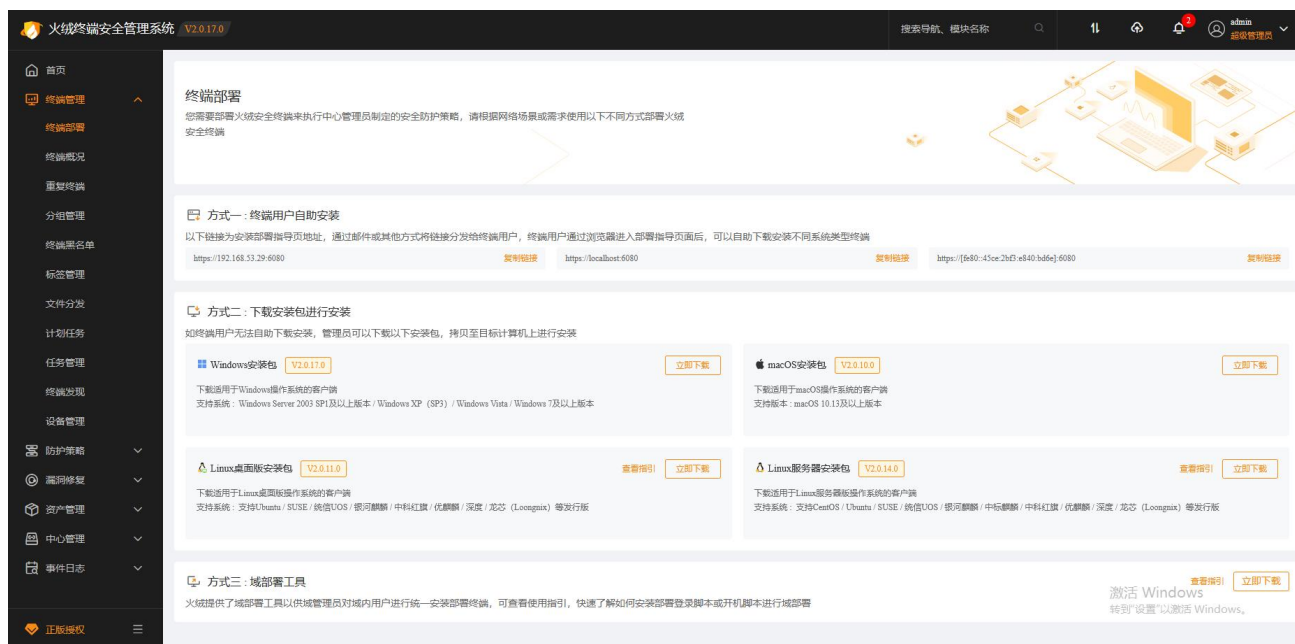 火绒终端安全管理系统 V2.0.17.0
搜索导航、模块名称
2
admin
超级管理员
首页
终端管理
终端部署
终端概况
重复终端
分组管理
终端黑名单
标签管理
文件分发
计划任务
任务管理
终端发现
设备管理
防护策略
漏洞修复
资产管理
中心管理
事件日志
正版授权
终端部署
您需要部署火绒安全终端来执行中心管理员制定的安全防护策略，请根据网络场景或需求使用以下不同方式部署火绒
安全终端
方式一 : 终端用户自助安装
以下链接为安装部署指导页地址，通过邮件或其他方式将链接分发给终端用户，终端用户通过浏览器进入部署指导页面后，可以自助下载安装不同系统类型终端
https://192.168.53.29:6080 复制链接 https://localhost:6080 复制链接 https://[fe80::45ce:2bf3:e840:bd6e]:6080 复制链接
方式二 : 下载安装包进行安装
如终端用户无法自助下载安装，管理员可以下载以下安装包，拷贝至目标计算机上进行安装
Windows安装包 V2.0.17.0 立即下载
下载适用于Windows操作系统的客户端
支持系统 : Windows Server 2003 SP1及以上版本 / Windows XP（SP3）/ Windows Vista / Windows 7及以上版本
macOS安装包 V2.0.10.0 立即下载
下载适用于macOS操作系统的客户端
支持版本 : macOS 10.13及以上版本
Linux桌面版安装包 V2.0.11.0 查看指引 立即下载
下载适用于Linux桌面版操作系统的客户端
支持系统 : 支持Ubuntu / SUSE / 统信UOS / 银河麒麟 / 中科红旗 / 优麒麟 / 深度 / 龙芯（Loongnix）等发行版
Linux服务器安装包 V2.0.14.0 查看指引 立即下载
下载适用于Linux服务器版操作系统的客户端
支持系统 : 支持CentOS / Ubuntu / SUSE / 统信UOS / 银河麒麟 / 中标麒麟 / 中科红旗 / 优麒麟 / 深度 / 龙芯（Loongnix）等发行版
方式三 : 域部署工具 查看指引 立即下载
火绒提供了域部署工具以供域管理员对域内用户进行统一安装部署终端，可查看使用指引，快速了解如何安装部署登录脚本或开机脚本进行域部署
激活 Windows
转到"设置"以激活 Windows。